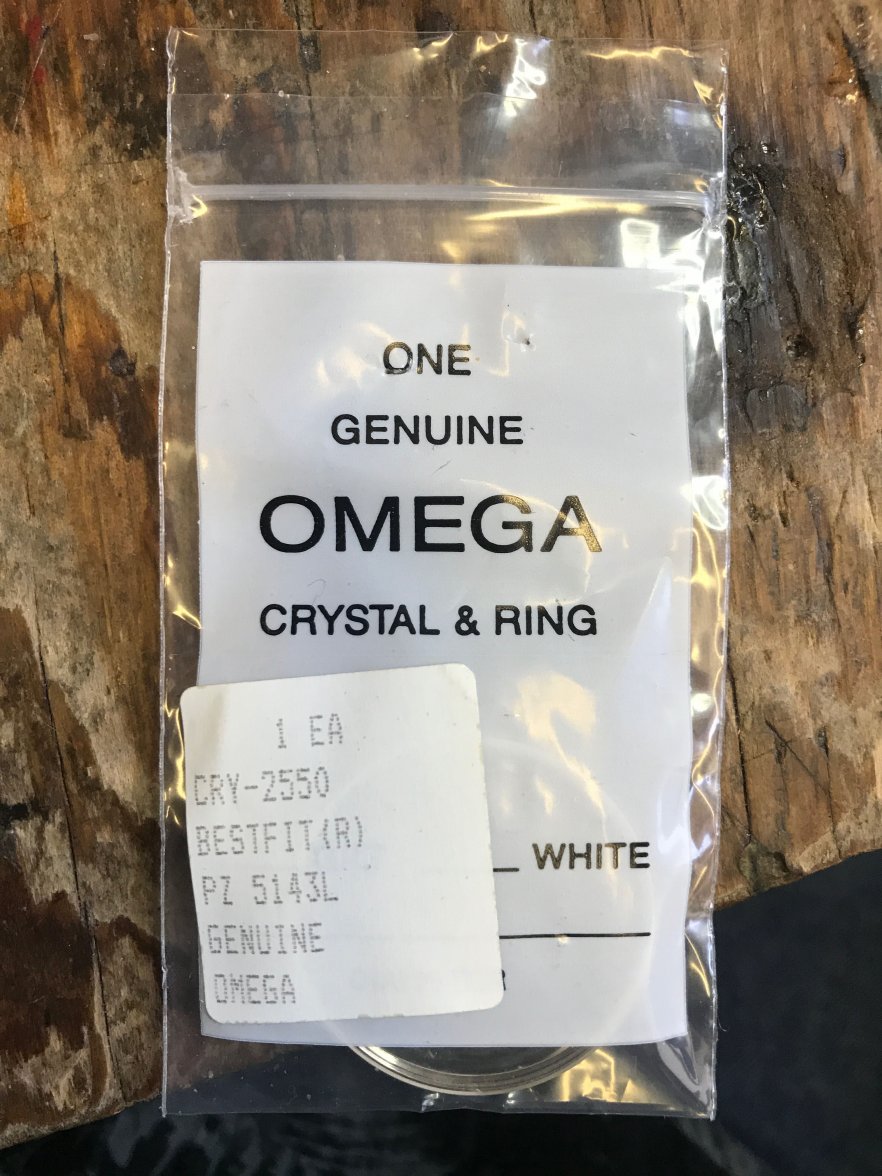 ONE
GENUINE
OMEGA
CRYSTAL & RING
1 EA
CRY-2550
BESTFIT(R)
PZ 5143L
GENUINE
OMEGA
WHITE